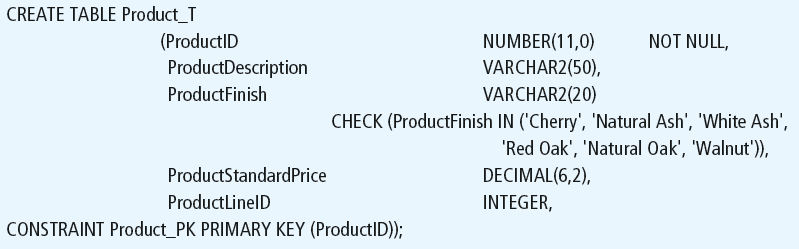 CREATE TABLE Product_T
(ProductID NUMBER(11,0) NOT NULL,
ProductDescription VARCHAR2(50),
ProductFinish VARCHAR2(20)
CHECK (ProductFinish IN ('Cherry', 'Natural Ash', 'White Ash',
'Red Oak', 'Natural Oak', 'Walnut')),
ProductStandardPrice DECIMAL(6,2),
ProductLineID INTEGER,
CONSTRAINT Product_PK PRIMARY KEY (ProductID));